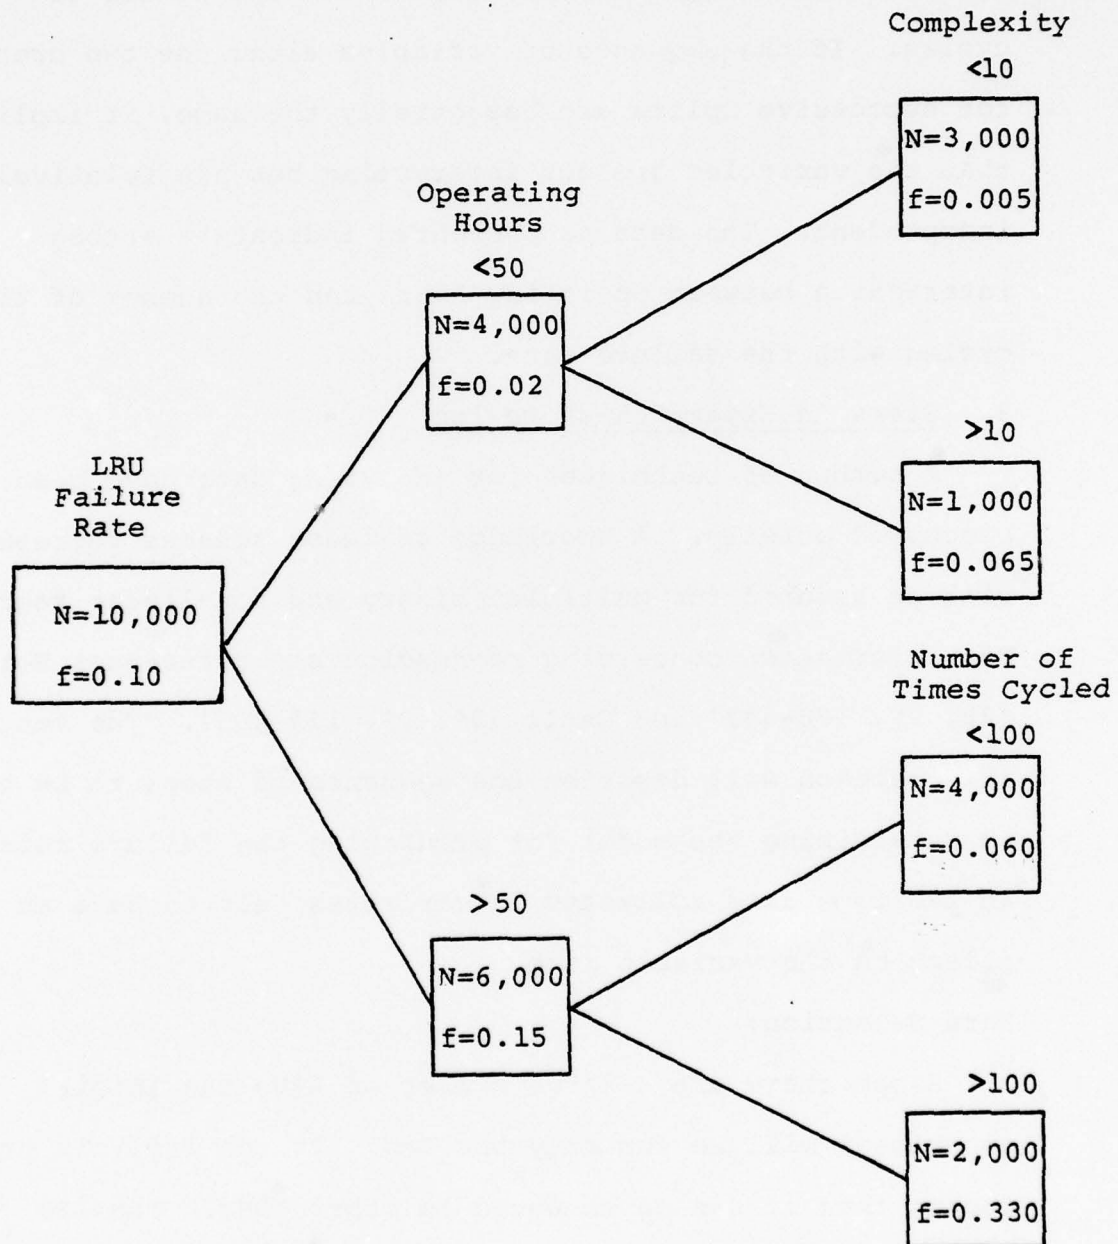 Complexity
<10
N=3,000
f=0.005
Operating
Hours
<50
N=4,000
f=0.02
>10
N=1,000
f=0.065
LRU
Failure
Rate
N=10,000
f=0.10
Number of
Times Cycled
<100
N=4,000
f=0.060
>50
N=6,000
f=0.15
>100
N=2,000
f=0.330